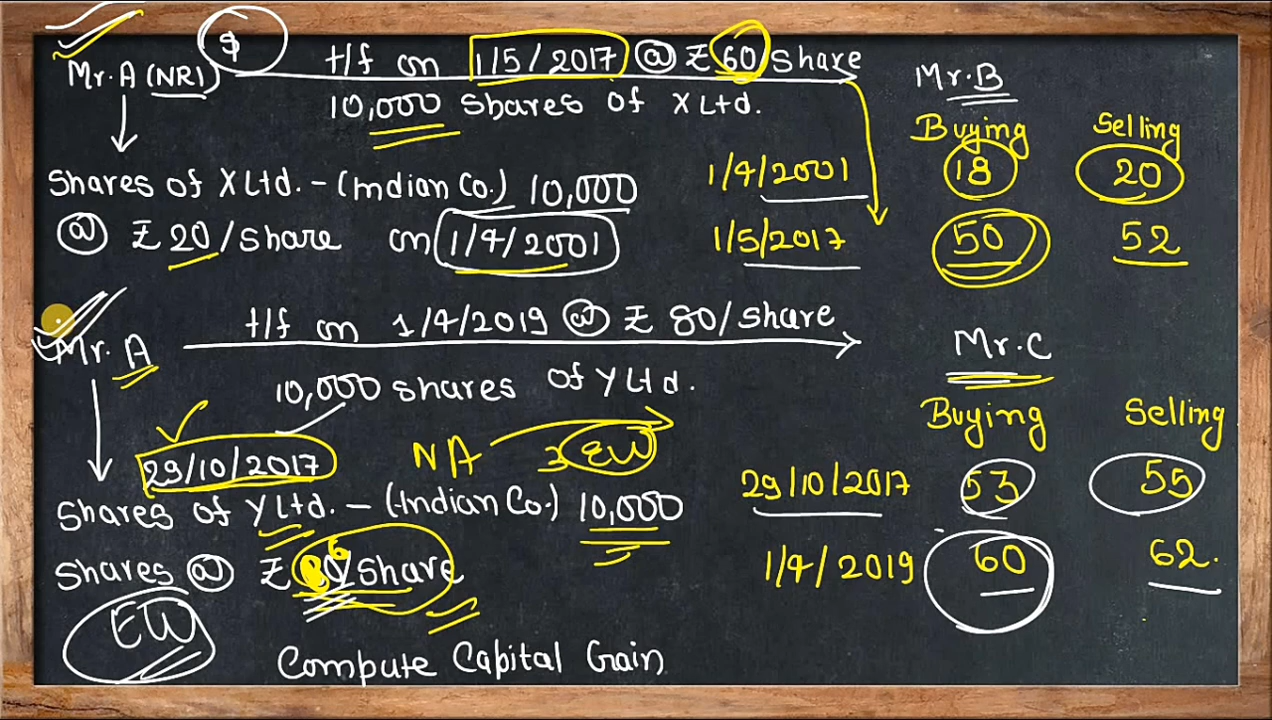 $
Mr. A (NRI) t/f on 1/5/2017 @ ₹ 60/Share Mr. B
10,000 Shares of X Ltd.
Buying Selling
Shares of X Ltd. - (Indian Co.) 10,000 1/4/2001 18 20
@ ₹ 20/Share on 1/4/2001 1/5/2017 50 52
Mr. A t/f on 1/4/2019 @ ₹ 80/Share Mr. C
10,000 Shares of Y Ltd.
Buying Selling
29/10/2017 NA EW 29/10/2017 53 55
Shares of Y Ltd. - (Indian Co.) 10,000
Shares @ ₹ /Share 1/4/2019 60 62.
EW
Compute Capital Gain